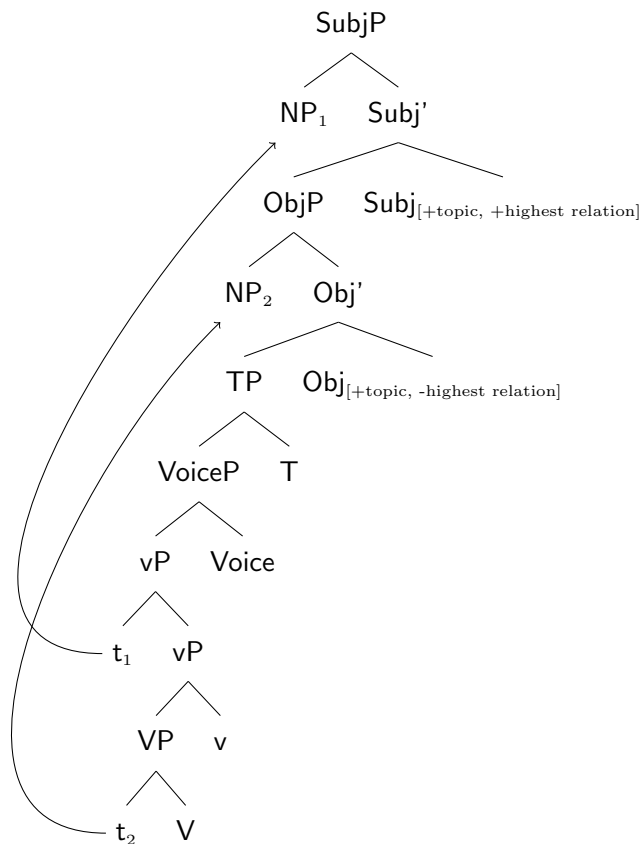 SubjP
NP₁ Subj'
ObjP Subj[+topic, +highest relation]
NP₂ Obj'
TP Obj[+topic, -highest relation]
VoiceP T
vP Voice
t₁ vP
VP v
t₂ V